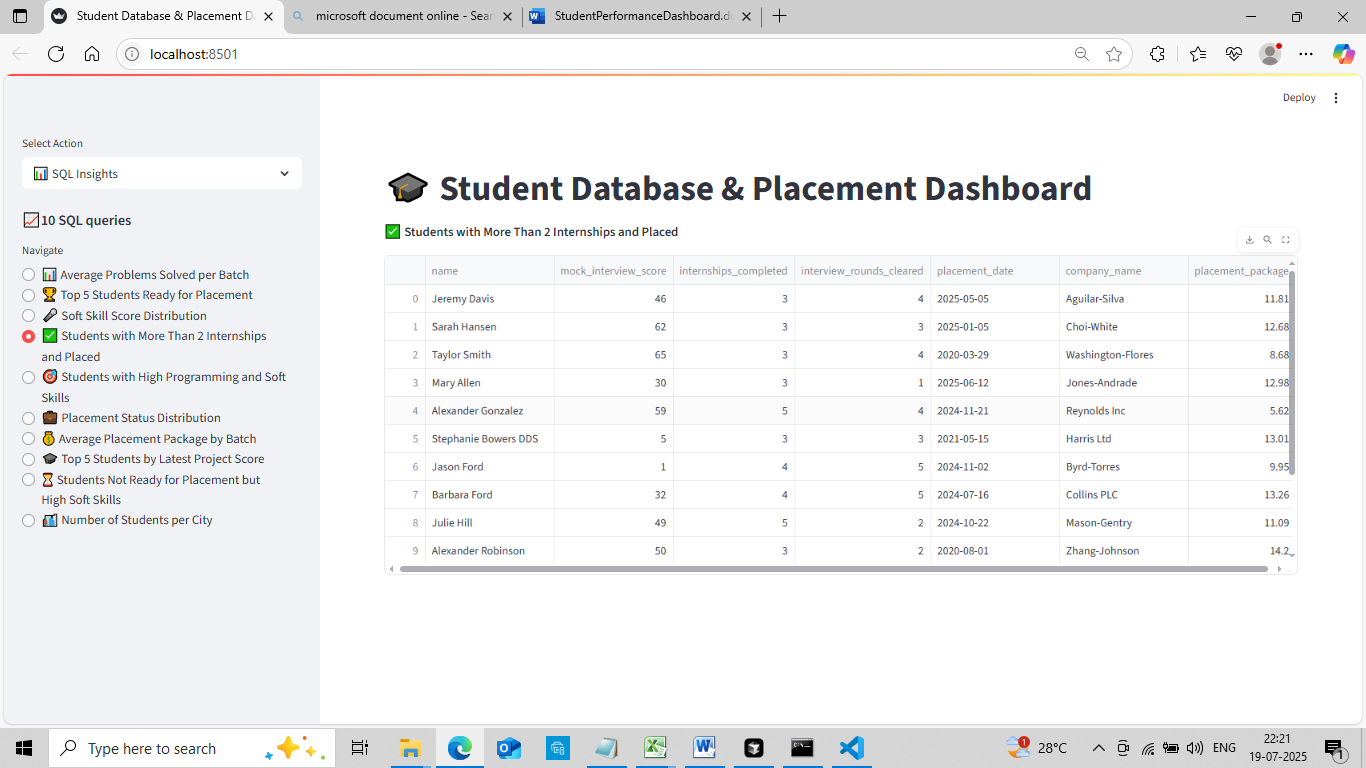 Student Database & Placement D
microsoft document online - Sear
StudentPerformanceDashboard.do
localhost:8501
Deploy
Select Action
SQL Insights
10 SQL queries
Navigate
Average Problems Solved per Batch
Top 5 Students Ready for Placement
Soft Skill Score Distribution
Students with More Than 2 Internships
and Placed
Students with High Programming and Soft
Skills
Placement Status Distribution
Average Placement Package by Batch
Top 5 Students by Latest Project Score
Students Not Ready for Placement but
High Soft Skills
Number of Students per City
Student Database & Placement Dashboard
Students with More Than 2 Internships and Placed
name mock_interview_score internships_completed interview_rounds_cleared placement_date company_name placement_package
0 Jeremy Davis 46 3 4 2025-05-05 Aguilar-Silva 11.81
1 Sarah Hansen 62 3 3 2025-01-05 Choi-White 12.68
2 Taylor Smith 65 3 4 2020-03-29 Washington-Flores 8.68
3 Mary Allen 30 3 1 2025-06-12 Jones-Andrade 12.98
4 Alexander Gonzalez 59 5 4 2024-11-21 Reynolds Inc 5.62
5 Stephanie Bowers DDS 5 3 3 2021-05-15 Harris Ltd 13.01
6 Jason Ford 1 4 5 2024-11-02 Byrd-Torres 9.95
7 Barbara Ford 32 4 5 2024-07-16 Collins PLC 13.26
8 Julie Hill 49 5 2 2024-10-22 Mason-Gentry 11.09
9 Alexander Robinson 50 3 2 2020-08-01 Zhang-Johnson 14.2
Type here to search
1
28°C
ENG
22:21
19-07-2025
1